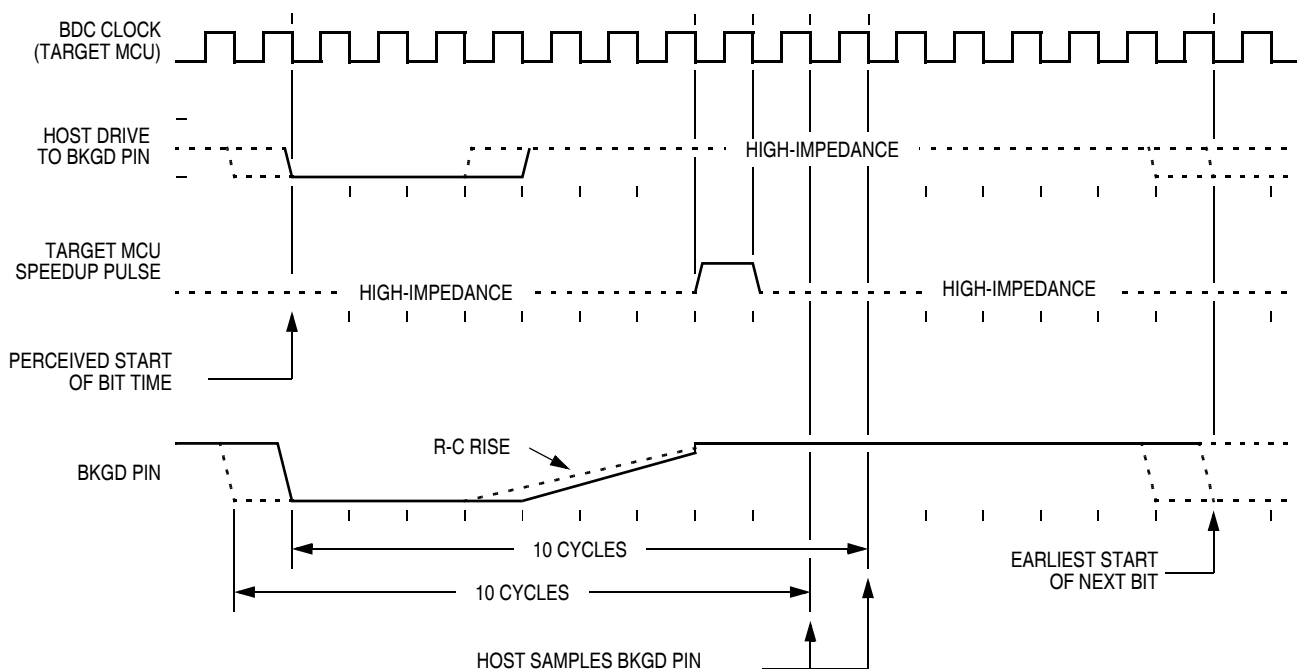 BDC CLOCK
(TARGET MCU)
HOST DRIVE
TO BKGD PIN
HIGH-IMPEDANCE
TARGET MCU
SPEEDUP PULSE
HIGH-IMPEDANCE
HIGH-IMPEDANCE
PERCEIVED START
OF BIT TIME
R-C RISE
BKGD PIN
10 CYCLES
10 CYCLES
EARLIEST START
OF NEXT BIT
HOST SAMPLES BKGD PIN